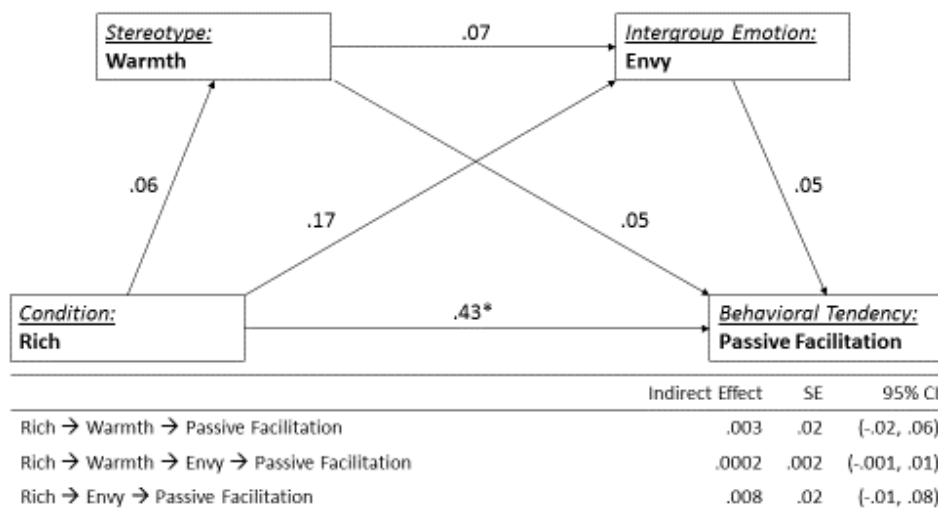 Stereotype:
Warmth
.07
Intergroup Emotion:
Envy
.06
.17
.05
.05
Condition:
Rich
.43*
Behavioral Tendency:
Passive Facilitation
Indirect Effect SE 95% CI
Rich → Warmth → Passive Facilitation .003 .02 (-.02, .06)
Rich → Warmth → Envy → Passive Facilitation .0002 .002 (-.001, .01)
Rich → Envy → Passive Facilitation .008 .02 (-.01, .08)